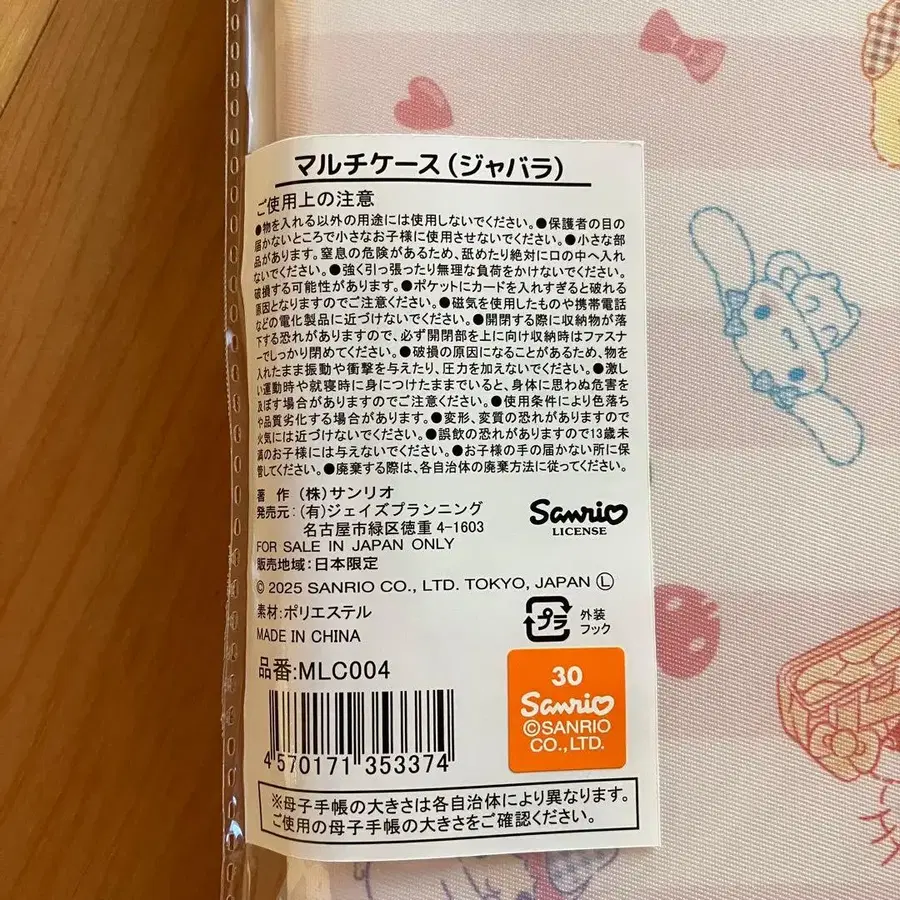 マルチケース(ジャバラ)
ご使用上の注意
●物を入れる以外の用途には使用しないでください。●保護者の目の
届かないところで小さなお子様に使用させないでください。●小さな部
品があります。窒息の危険があるため、舐めたり絶対に口の中へ入れ
ないでください。●強く引っ張ったり無理な負荷をかけないでください。
破損する可能性があります。●ポケットにカードを入れすぎると破れる
原因となりますのでご注意ください。●磁気を使用したものや携帯電話
などの電化製品に近づけないでください。●開閉する際に収納物が落
下する恐れがありますので、必ず開閉部を上に向け収納時はファスナ
ーでしっかり閉めてください。●破損の原因になることがあるため、物を
入れたまま振動や衝撃を与えたり、圧力を加えないでください。●激し
い運動時や就寝時に身につけたままでいると、身体に思わぬ危害を
及ぼす場合がありますのでご注意ください。●使用条件により色落ち
や品質劣化する場合があります。●変形、変質の恐れがありますので
火気には近づけないでください。●誤飲の恐れがありますので13歳未
満のお子様には与えないでください。●お子様の手の届かない所に保
管してください。●廃棄する際は、各自治体の廃棄方法に従ってください。
著 作 (株)サンリオ
発売元:(有)ジェイズプランニング
名古屋市緑区徳重 4-1603
FOR SALE IN JAPAN ONLY
販売地域:日本限定
Sanrio
LICENSE
© 2025 SANRIO CO., LTD. TOKYO, JAPAN Ⓛ
素材:ポリエステル
MADE IN CHINA
プラ
外装
フック
品番:MLC004
4 570171 353374
30
Sanrio
©SANRIO
CO.,LTD.
※母子手帳の大きさは各自治体により異なります。
ご使用の母子手帳の大きさをご確認ください。